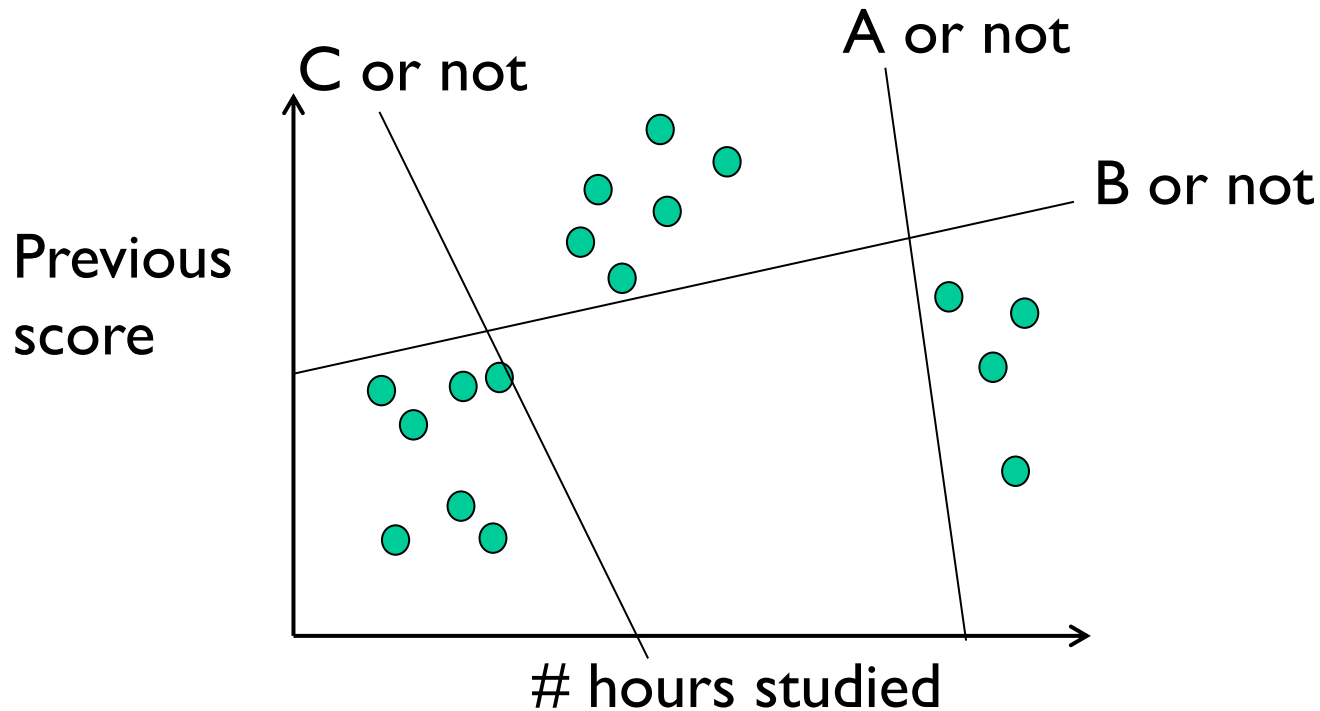 A or not
C or not
B or not
Previous
score
# hours studied